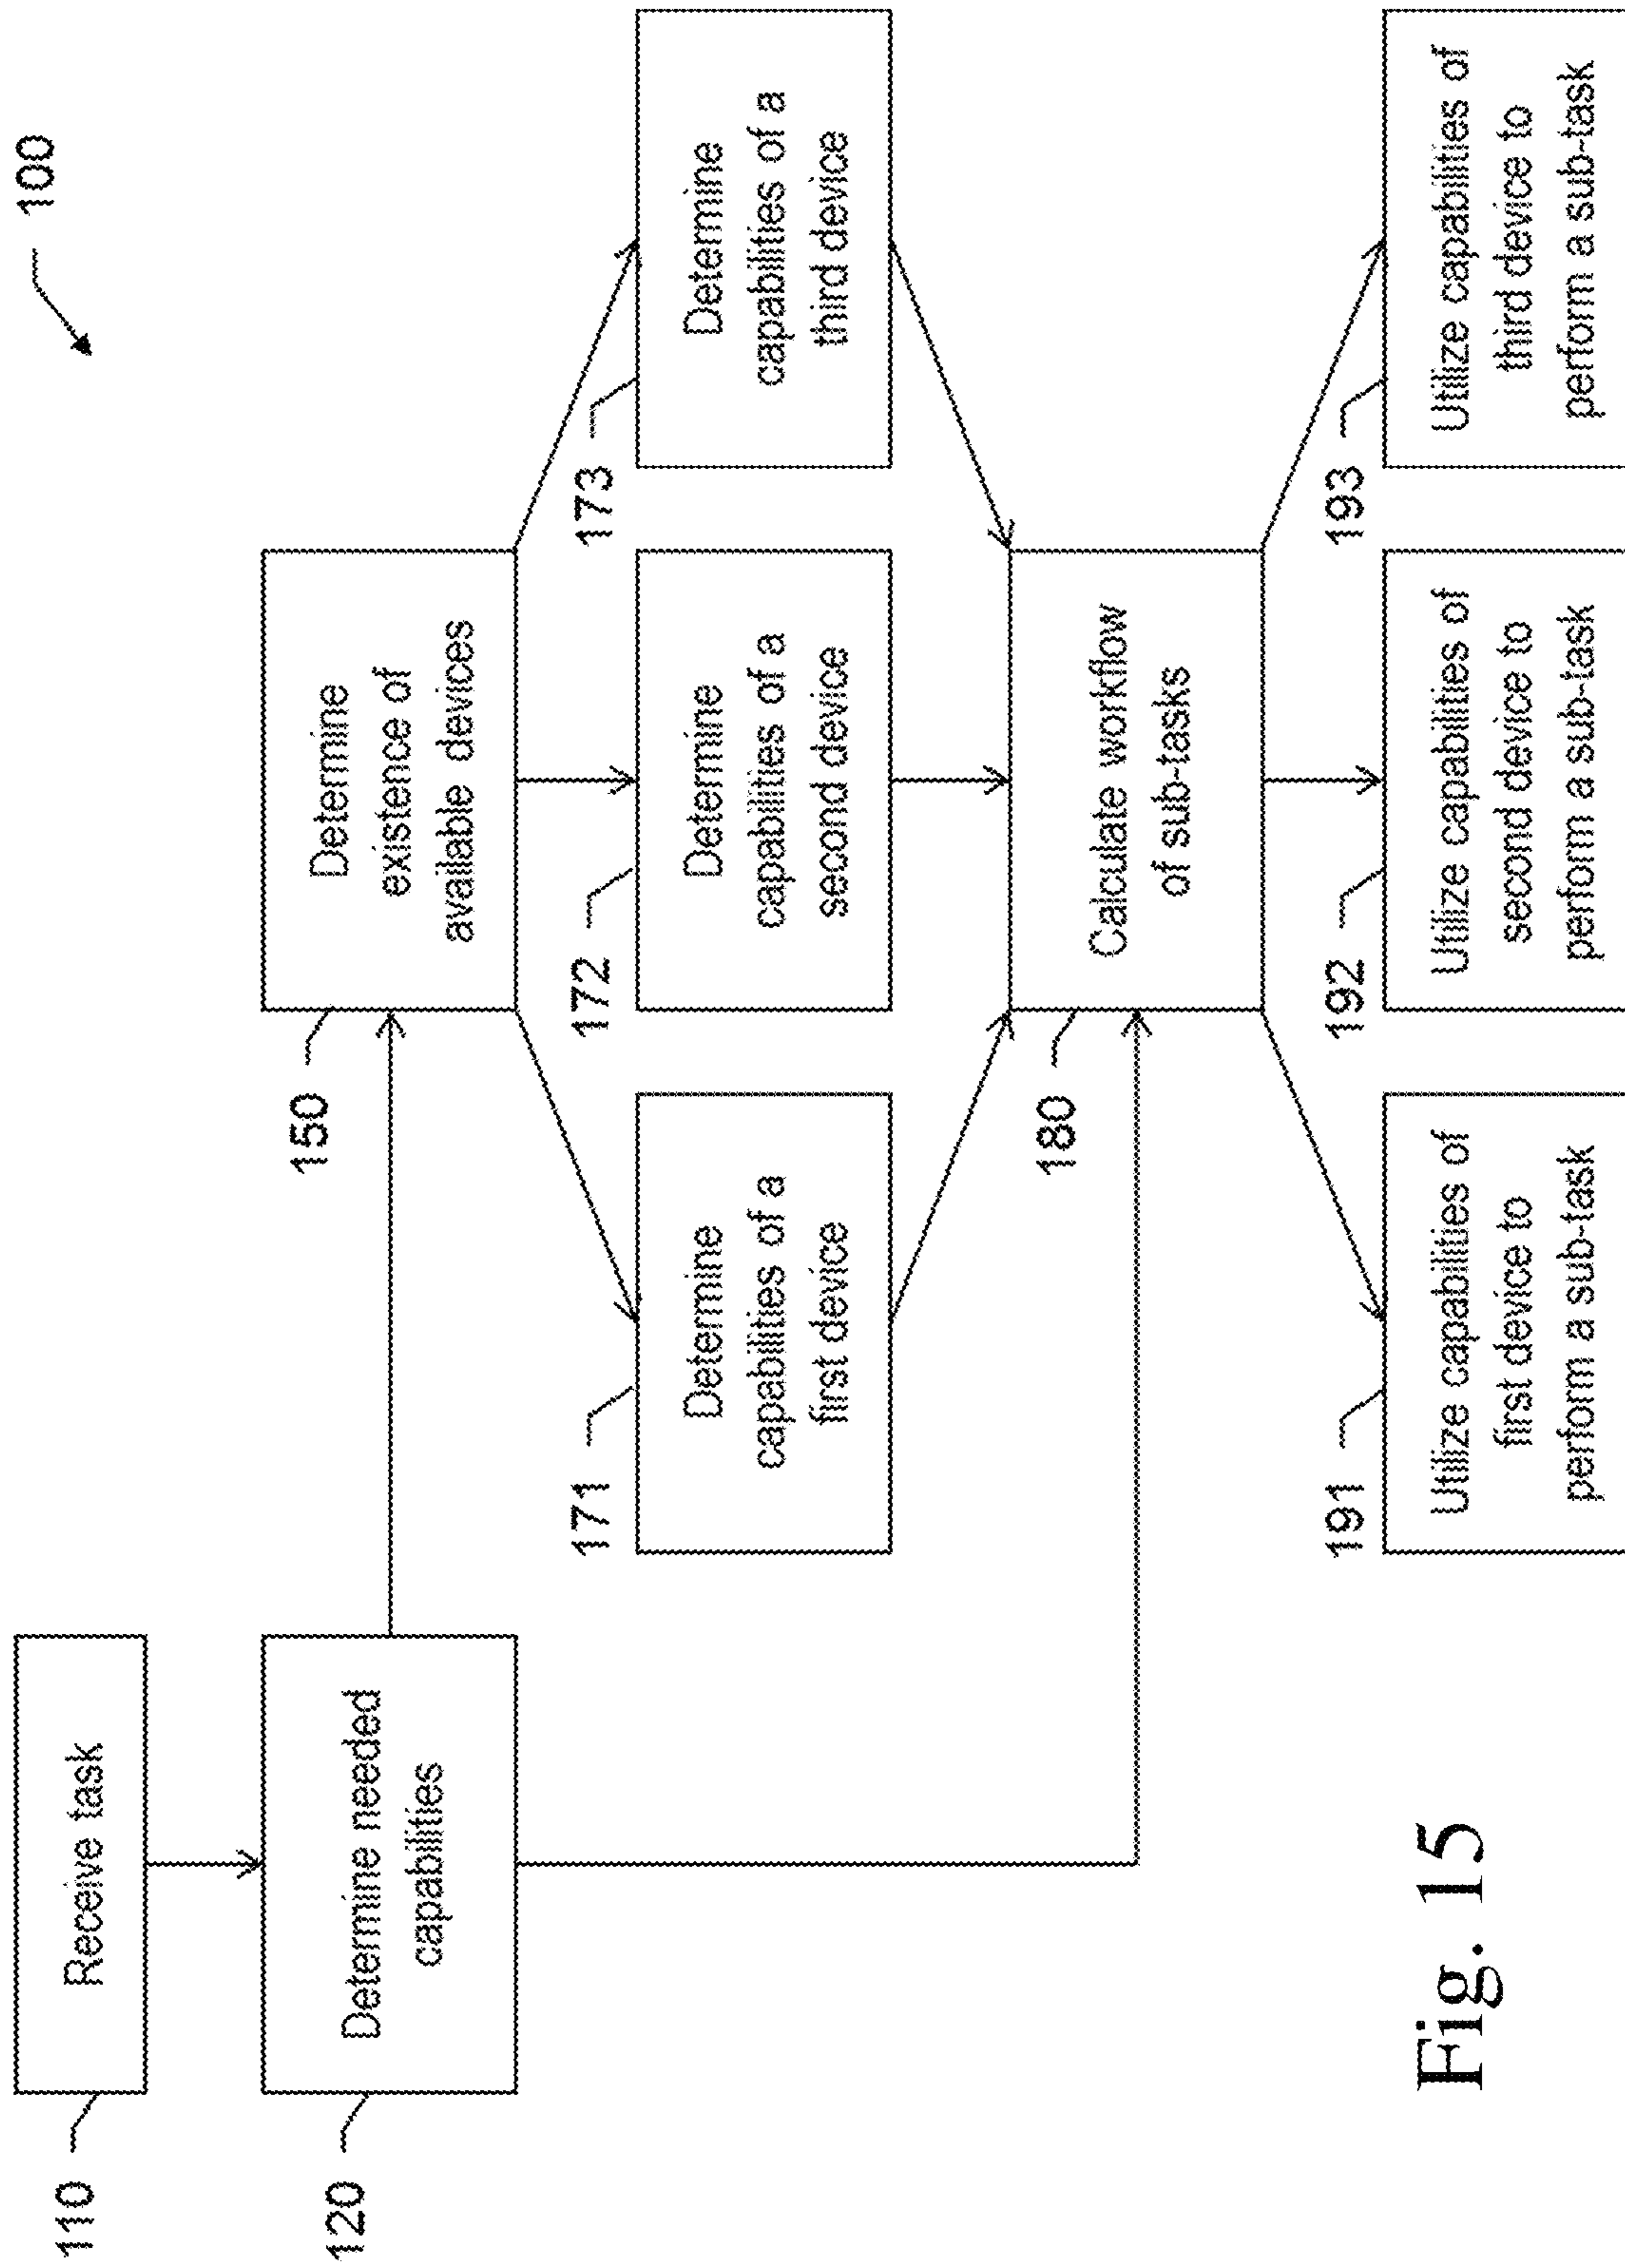 100
110
Receive task
120
Determine needed
capabilities
150
Determine
existence of
available devices
171
Determine
capabilities of a
first device
172
Determine
capabilities of a
second device
173
Determine
capabilities of a
third device
180
Calculate workflow
of sub-tasks
191
Utilize capabilities of
first device to
perform a sub-task
192
Utilize capabilities of
second device to
perform a sub-task
193
Utilize capabilities of
third device to
perform a sub-task
Fig. 15